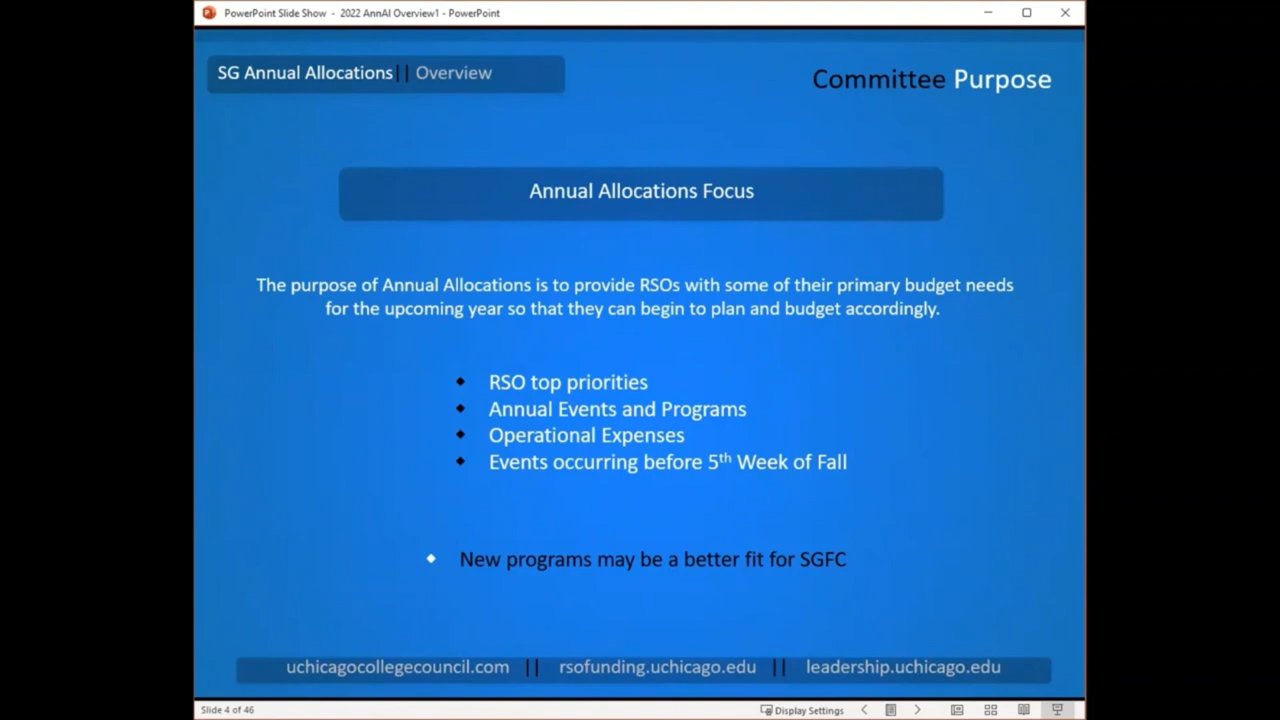 PowerPoint Slide Show - 2022 AnnAl Overview1 - PowerPoint
SG Annual Allocations || Overview
Committee Purpose
Annual Allocations Focus
The purpose of Annual Allocations is to provide RSOs with some of their primary budget needs
for the upcoming year so that they can begin to plan and budget accordingly.
RSO top priorities
Annual Events and Programs
Operational Expenses
Events occurring before 5th Week of Fall
New programs may be a better fit for SGFC
uchicagocollegecouncil.com || rsofunding.uchicago.edu || leadership.uchicago.edu
Slide 4 of 46
Display Settings